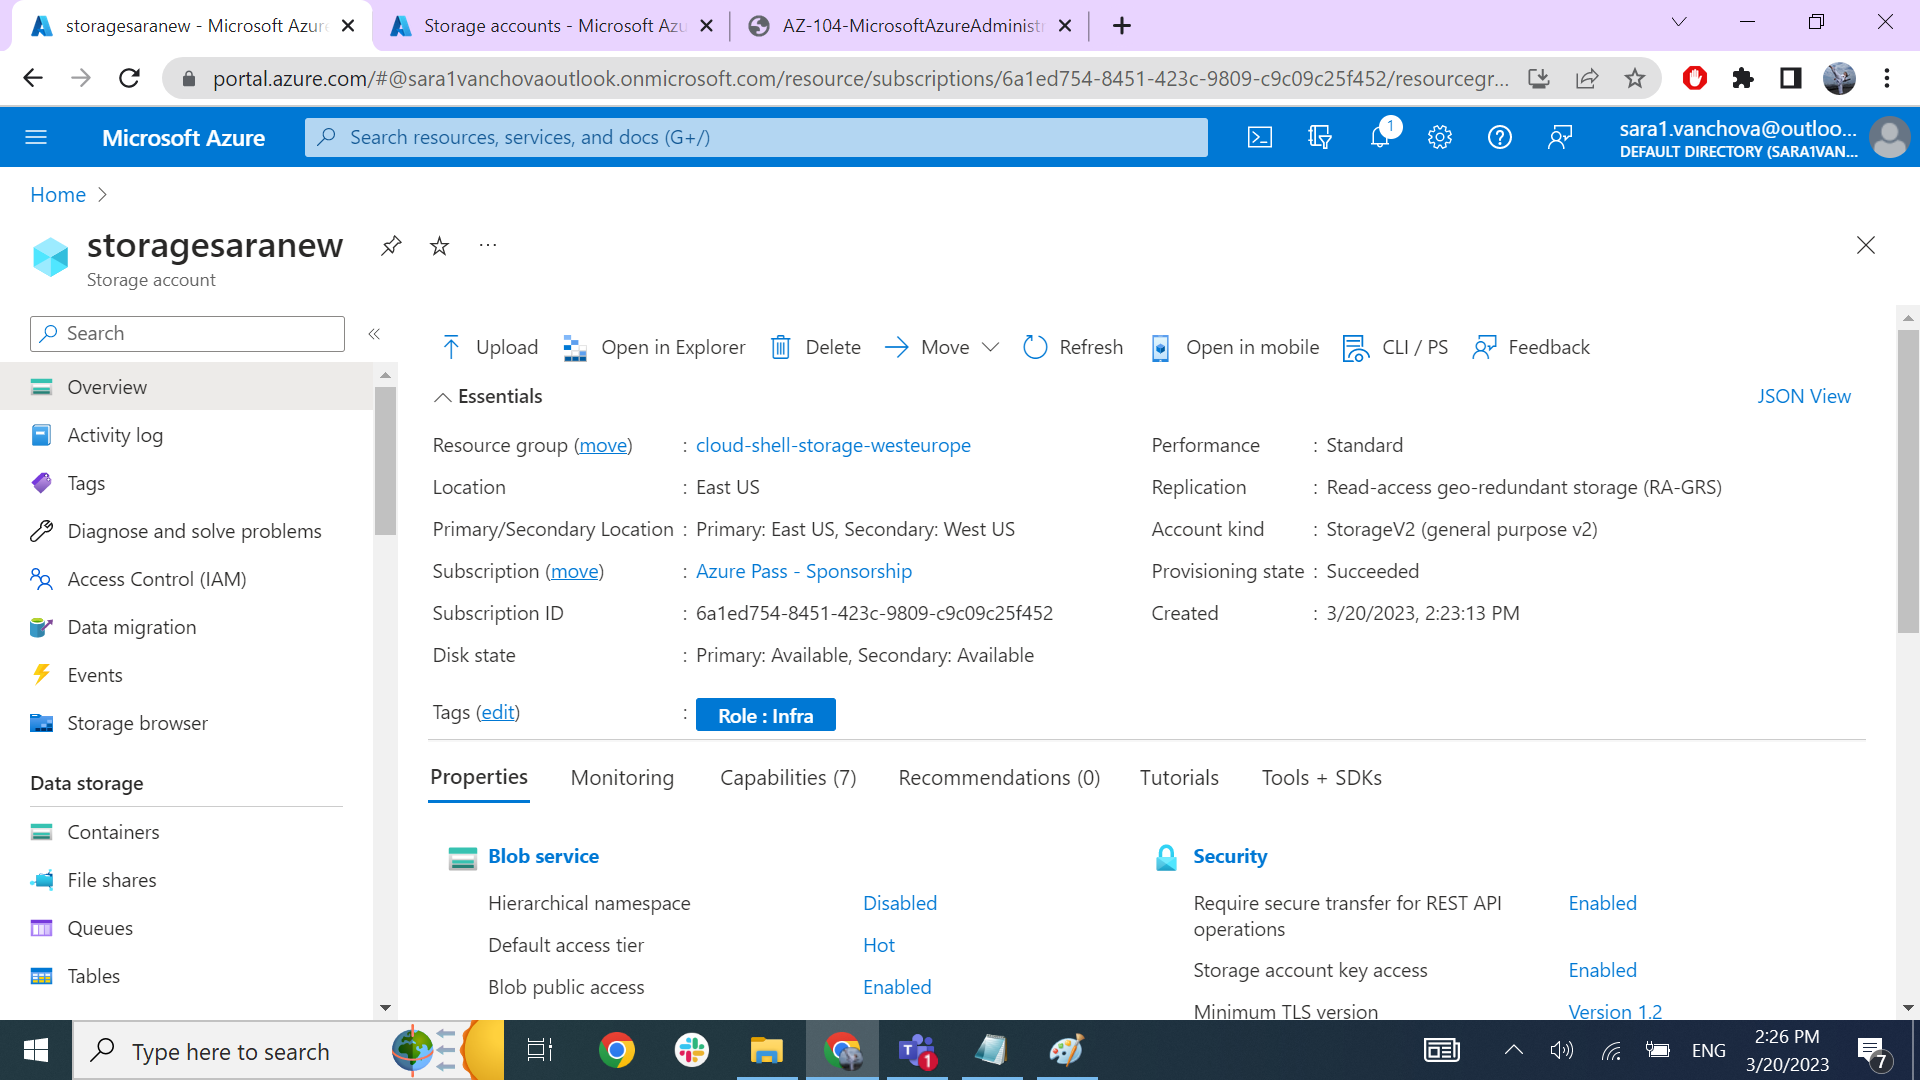 storagesaranew - Microsoft Azure
Storage accounts - Microsoft Azu
AZ-104-MicrosoftAzureAdministr
portal.azure.com/#@sara1vanchovaoutlook.onmicrosoft.com/resource/subscriptions/6a1ed754-8451-423c-9809-c9c09c25f452/resourcegr...
Microsoft Azure
Search resources, services, and docs (G+/)
1
sara1.vanchova@outloo...
DEFAULT DIRECTORY (SARA1VAN...
Home
storagesaranew
Storage account
Search
Overview
Activity log
Tags
Diagnose and solve problems
Access Control (IAM)
Data migration
Events
Storage browser
Data storage
Containers
File shares
Queues
Tables
Upload
Open in Explorer
Delete
Move
Refresh
Open in mobile
CLI / PS
Feedback
Essentials
JSON View
Resource group (move) : cloud-shell-storage-westeurope
Location : East US
Primary/Secondary Location : Primary: East US, Secondary: West US
Subscription (move) : Azure Pass - Sponsorship
Subscription ID : 6a1ed754-8451-423c-9809-c9c09c25f452
Disk state : Primary: Available, Secondary: Available
Tags (edit) : Role : Infra
Performance : Standard
Replication : Read-access geo-redundant storage (RA-GRS)
Account kind : StorageV2 (general purpose v2)
Provisioning state : Succeeded
Created : 3/20/2023, 2:23:13 PM
Properties
Monitoring
Capabilities (7)
Recommendations (0)
Tutorials
Tools + SDKs
Blob service
Hierarchical namespace Disabled
Default access tier Hot
Blob public access Enabled
Security
Require secure transfer for REST API Enabled
operations
Storage account key access Enabled
Minimum TLS version Version 1.2
Type here to search
1
ENG
2:26 PM
3/20/2023
7